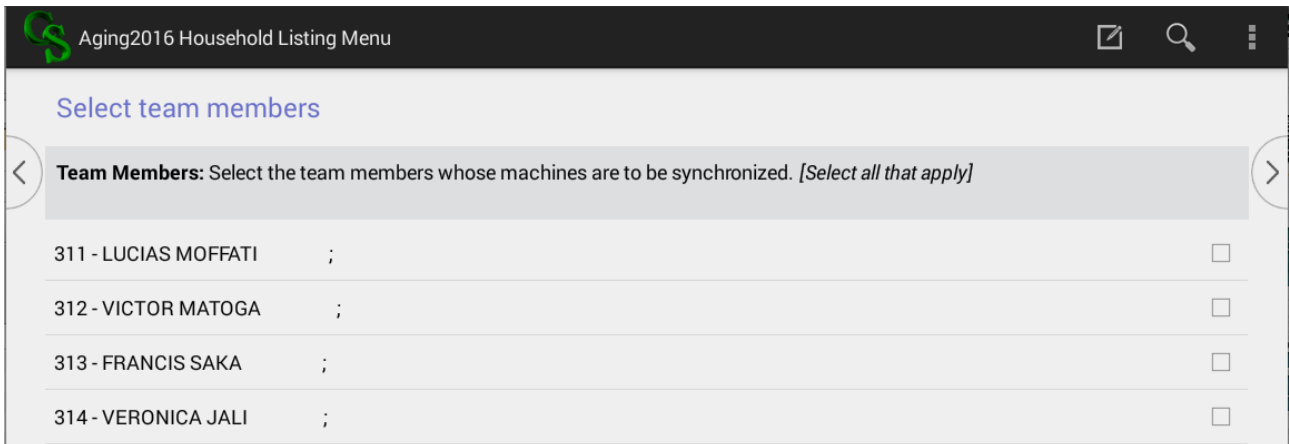 CS Aging2016 Household Listing Menu
Select team members
Team Members: Select the team members whose machines are to be synchronized. [Select all that apply]
311 - LUCIAS MOFFATI ;
312 - VICTOR MATOGA ;
313 - FRANCIS SAKA ;
314 - VERONICA JALI ;